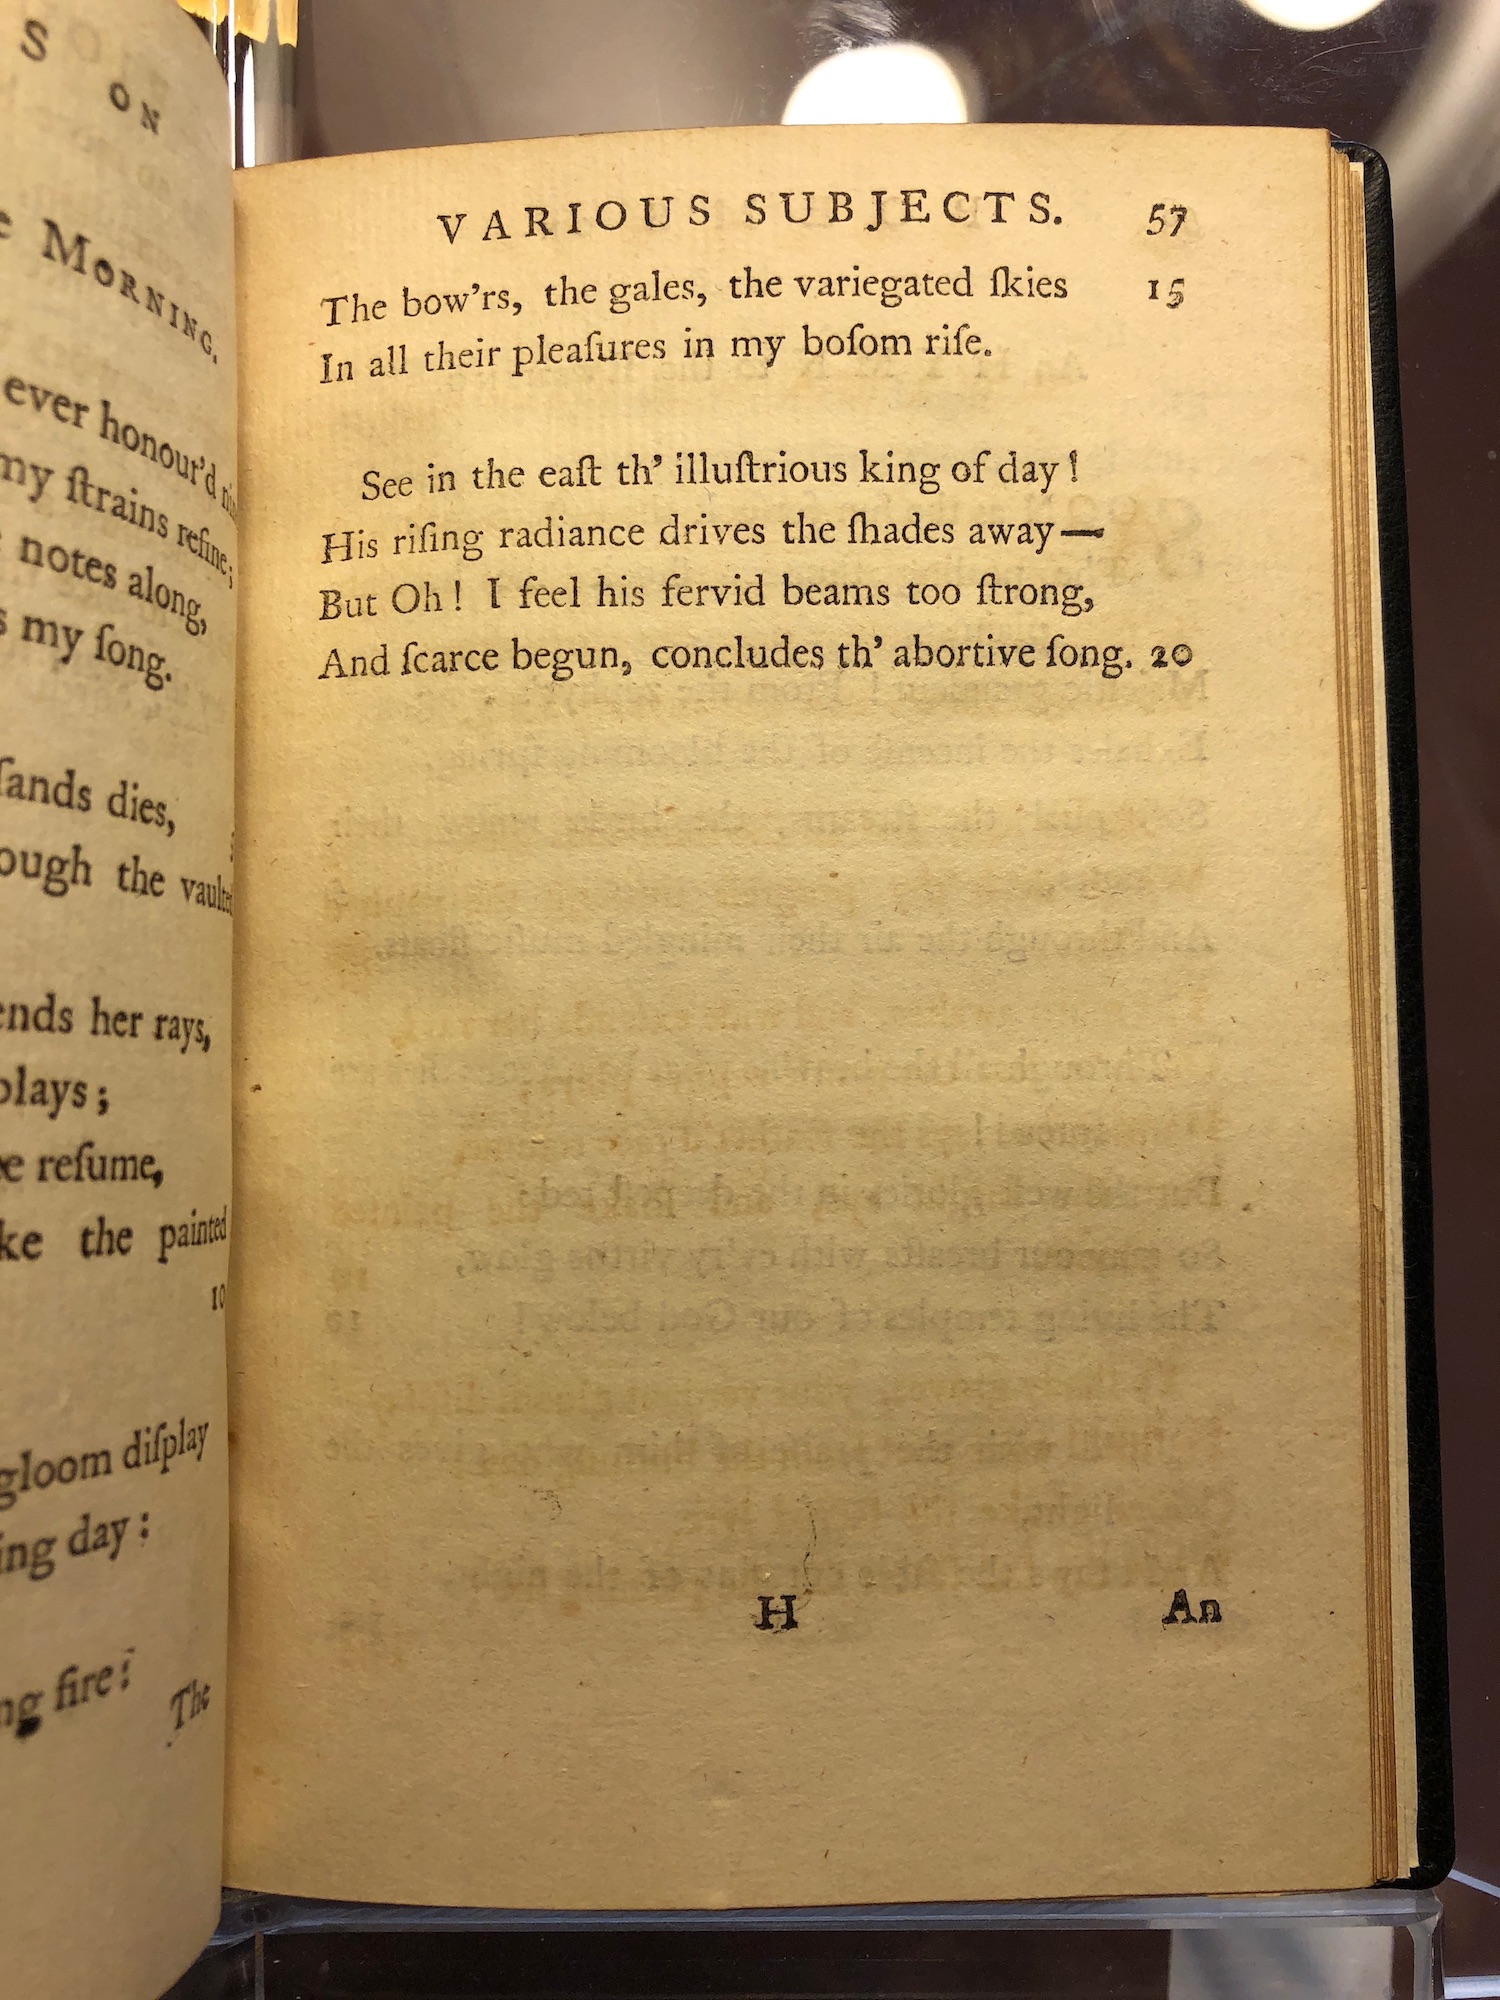 S ON
MORNING.
ever honour'd
my ſtrains refine;
notes along,
my ſong.
ſands dies,
ough the vaulted
ends her rays,
plays;
reſume,
ke the painted
10
gloom diſplay
ing day:
ng fire:
The
VARIOUS SUBJECTS. 57
The bow'rs, the gales, the variegated ſkies 15
In all their pleaſures in my boſom riſe.
See in the eaſt th' illuſtrious king of day!
His riſing radiance drives the ſhades away—
But Oh! I feel his fervid beams too ſtrong,
And ſcarce begun, concludes th' abortive ſong. 20
H An